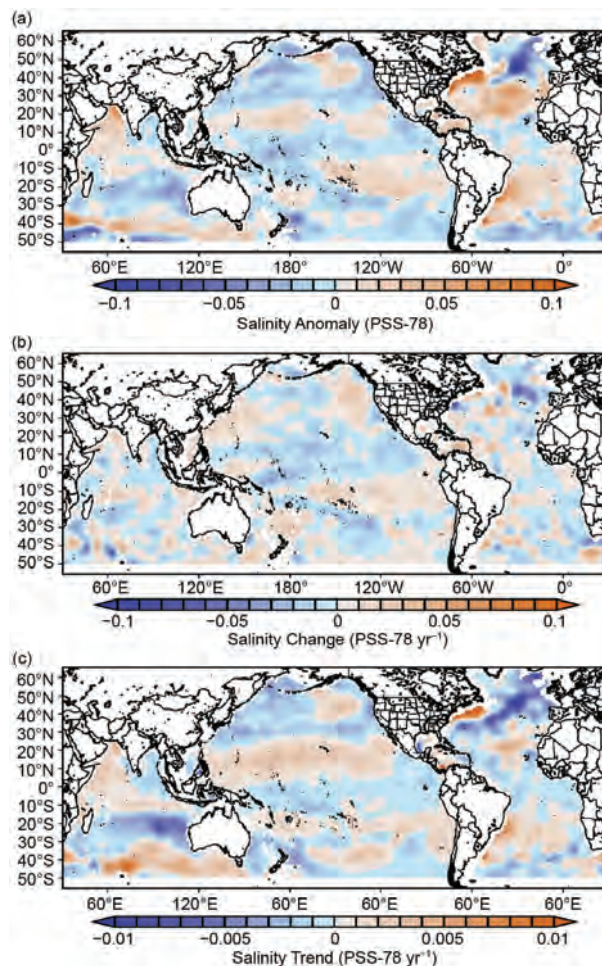 (a)
60°N
50°N
40°N
30°N
20°N
10°N
0°
10°S
20°S
30°S
40°S
50°S
60°E 120°E 180° 120°W 60°W 0°
−0.1 −0.05 0 0.05 0.1
Salinity Anomaly (PSS-78)
(b)
60°N
50°N
40°N
30°N
20°N
10°N
0°
10°S
20°S
30°S
40°S
50°S
60°E 120°E 180° 120°W 60°W 0°
−0.1 −0.05 0 0.05 0.1
Salinity Change (PSS-78 yr⁻¹)
(c)
60°N
50°N
40°N
30°N
20°N
10°N
0°
10°S
20°S
30°S
40°S
50°S
60°E 120°E 60°E 60°E 60°E 60°E
−0.01 −0.005 0 0.005 0.01
Salinity Trend (PSS-78 yr⁻¹)